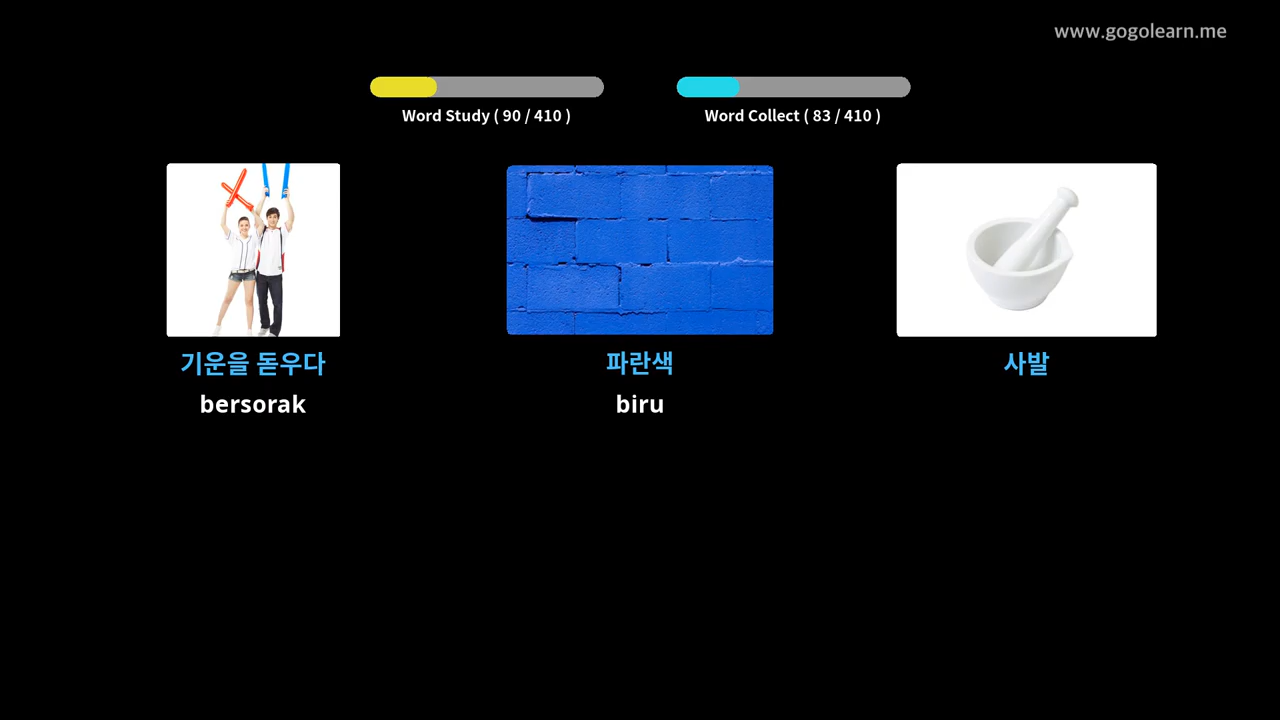 www.gogolearn.me
Word Study ( 90 / 410 )
Word Collect ( 83 / 410 )
기운을 돋우다
파란색
사발
bersorak
biru